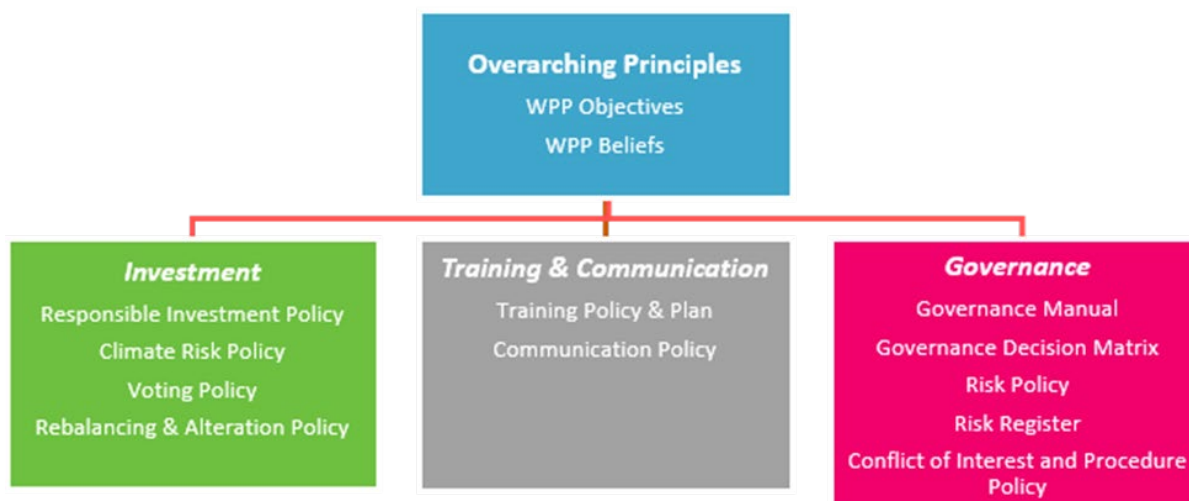 Overarching Principles
WPP Objectives
WPP Beliefs
Investment
Responsible Investment Policy
Climate Risk Policy
Voting Policy
Rebalancing & Alteration Policy
Training & Communication
Training Policy & Plan
Communication Policy
Governance
Governance Manual
Governance Decision Matrix
Risk Policy
Risk Register
Conflict of Interest and Procedure
Policy